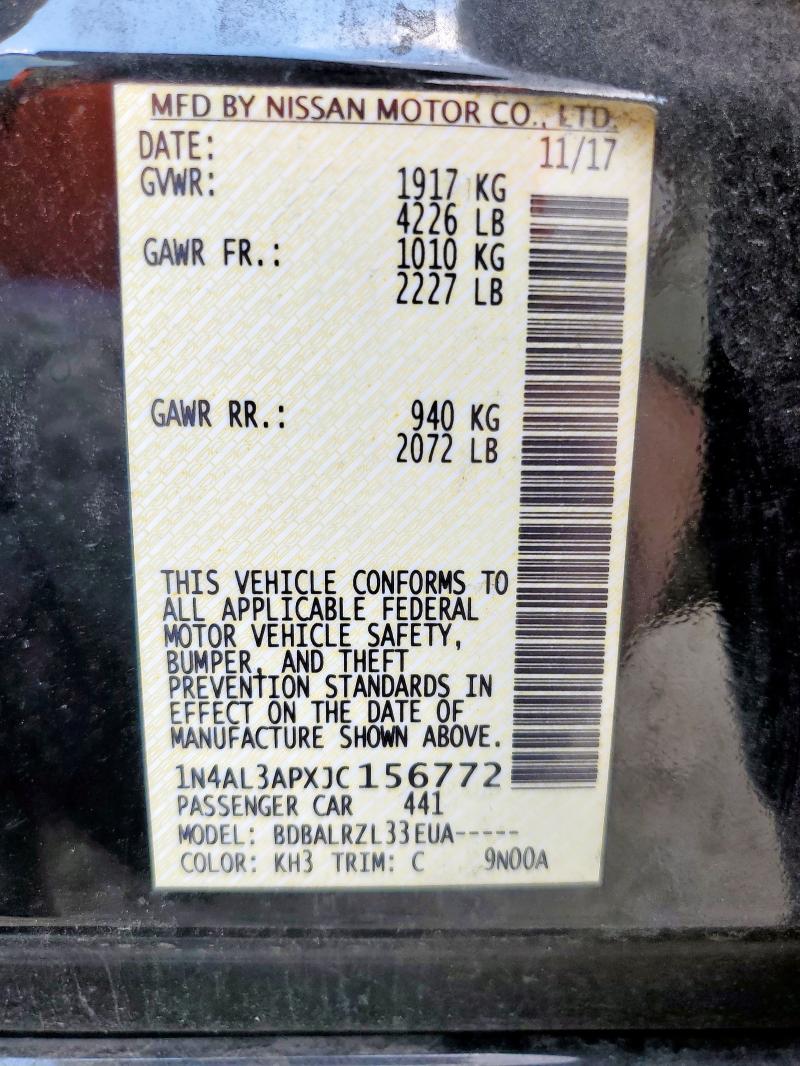 MFD BY NISSAN MOTOR CO., LTD.
DATE: 11/17
GVWR: 1917 KG
4226 LB
GAWR FR.: 1010 KG
2227 LB
GAWR RR.: 940 KG
2072 LB
THIS VEHICLE CONFORMS TO
ALL APPLICABLE FEDERAL
MOTOR VEHICLE SAFETY,
BUMPER, AND THEFT
PREVENTION STANDARDS IN
EFFECT ON THE DATE OF
MANUFACTURE SHOWN ABOVE.
1N4AL3APXJC156772
PASSENGER CAR 441
MODEL: BDBALRZL33EUA-----
COLOR: KH3 TRIM: C 9N00A